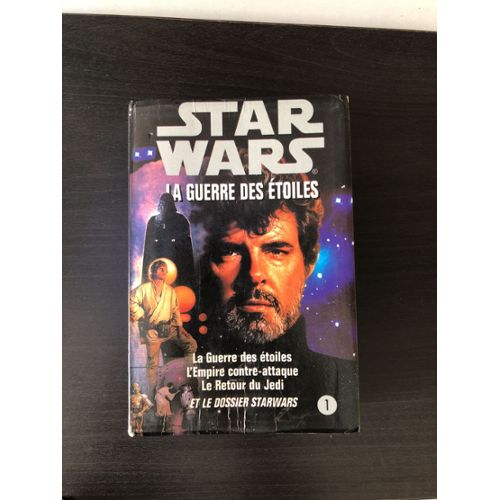 STAR
WARS®
LA GUERRE DES ÉTOILES
La Guerre des étoiles
L'Empire contre-attaque
Le Retour du Jedi
ET LE DOSSIER STARWARS
1